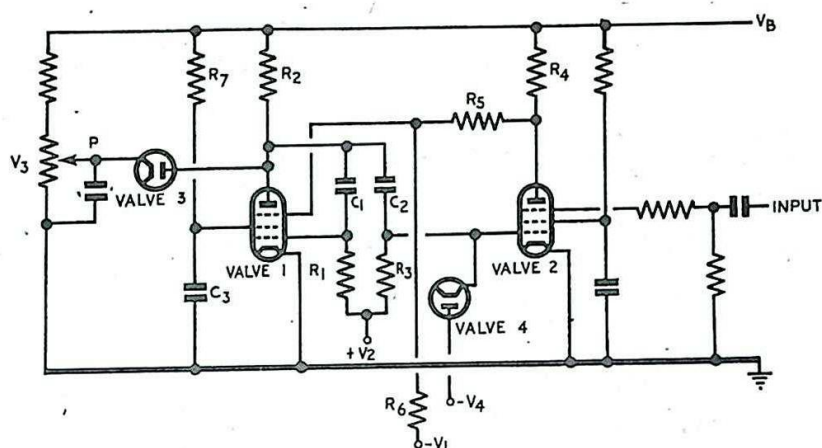 VB
R7
R2
R4
R5
P
V3
VALVE 3
C1
C2
INPUT
VALVE 1
R1
R3
VALVE 2
C3
VALVE 4
+V2
R6
-V4
-V1